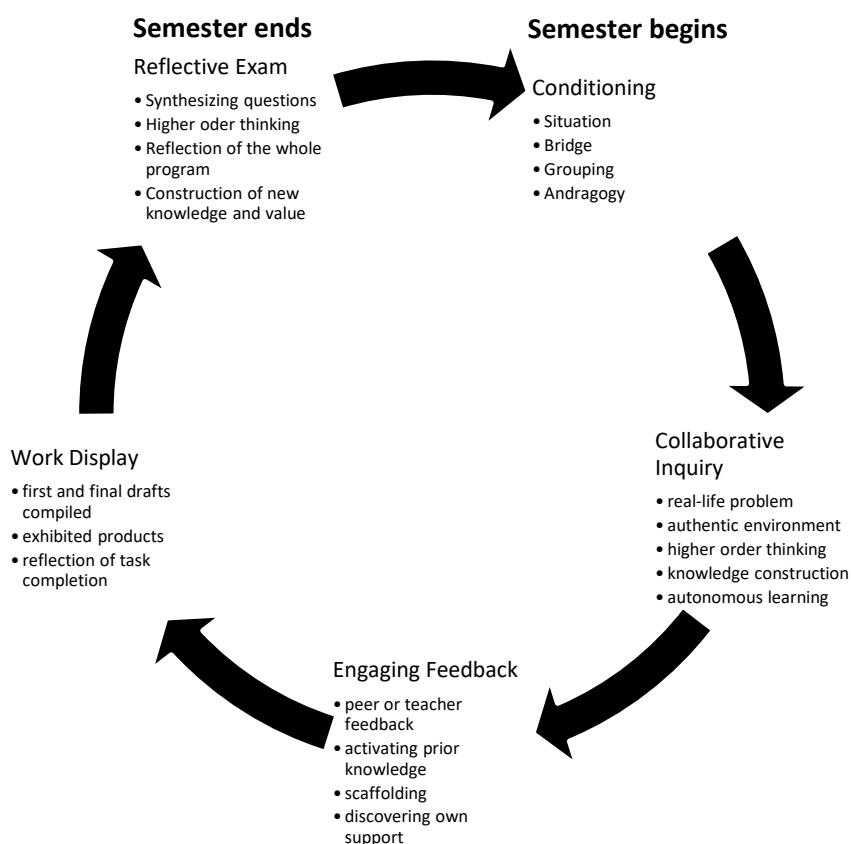 Semester ends
Reflective Exam
• Synthesizing questions
• Higher oder thinking
• Reflection of the whole
program
• Construction of new
knowledge and value
Semester begins
Conditioning
• Situation
• Bridge
• Grouping
• Andragogy
Collaborative
Inquiry
• real-life problem
• authentic environment
• higher order thinking
• knowledge construction
• autonomous learning
Engaging Feedback
• peer or teacher
feedback
• activating prior
knowledge
• scaffolding
• discovering own
support
Work Display
• first and final drafts
compiled
• exhibited products
• reflection of task
completion